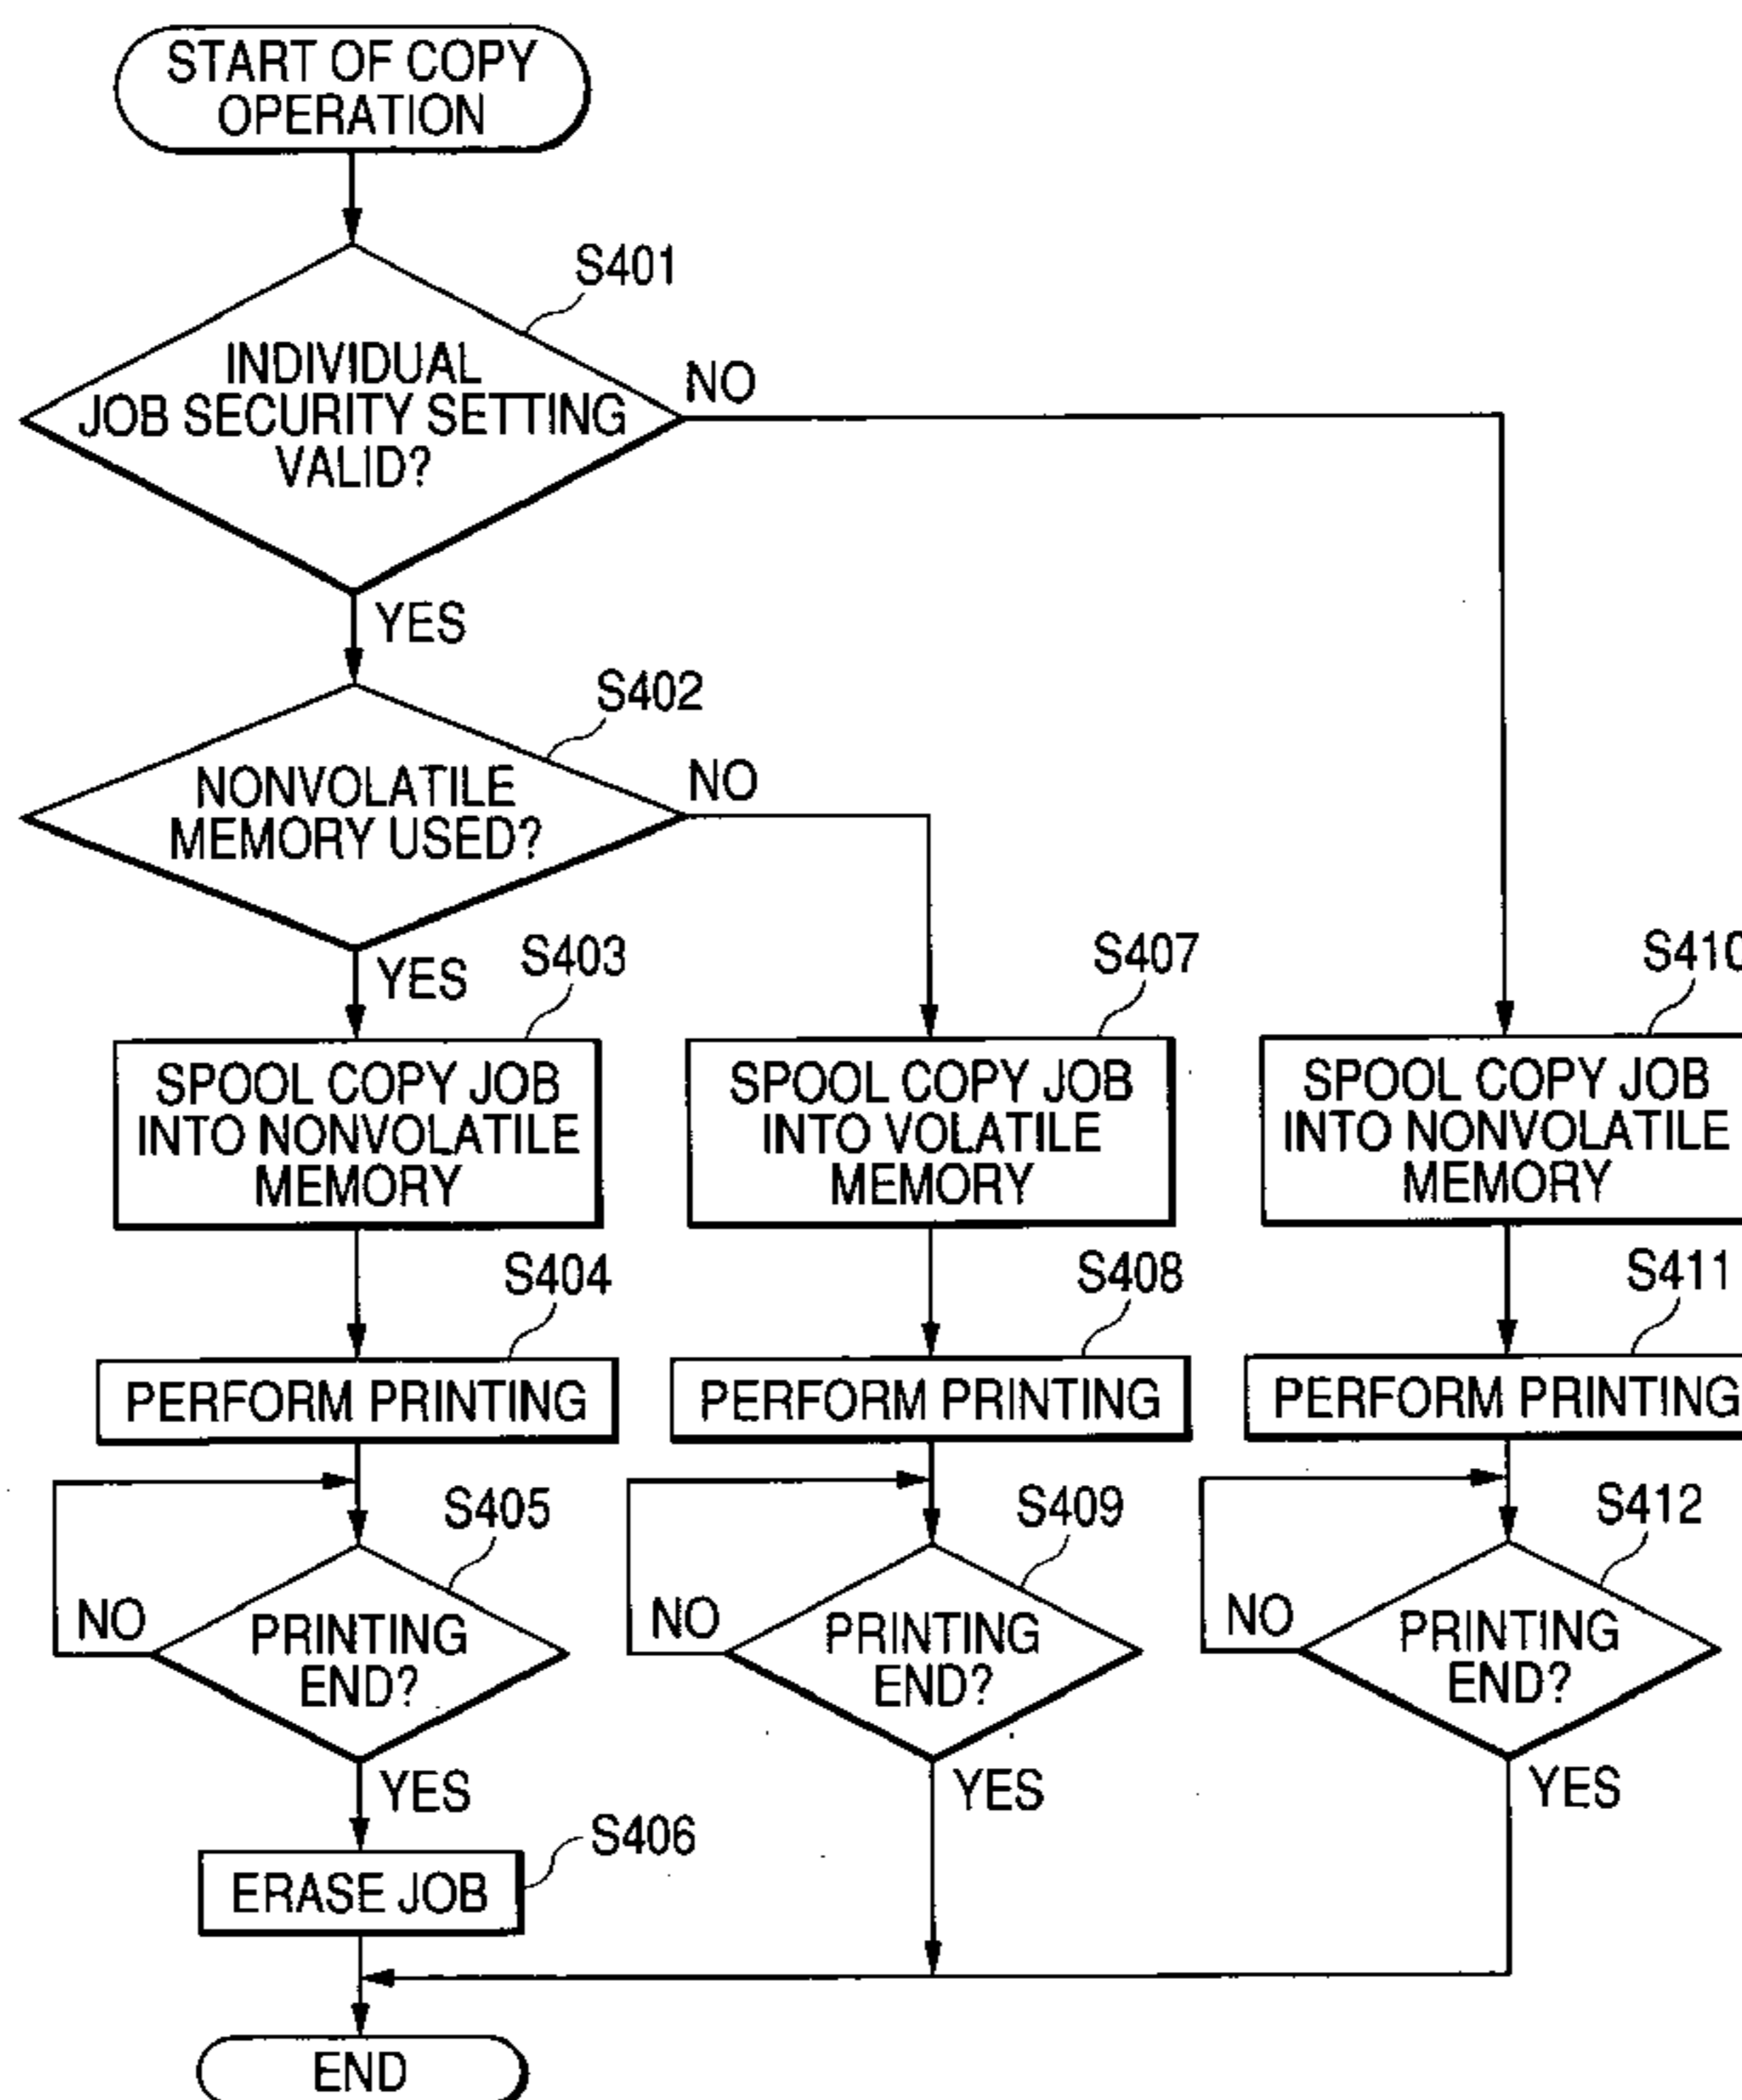 START OF COPY
OPERATION
S401
INDIVIDUAL
JOB SECURITY SETTING
VALID?
NO
YES
S402
NONVOLATILE
MEMORY USED?
NO
YES
S403
SPOOL COPY JOB
INTO NONVOLATILE
MEMORY
S407
SPOOL COPY JOB
INTO VOLATILE
MEMORY
S410
SPOOL COPY JOB
INTO NONVOLATILE
MEMORY
S404
PERFORM PRINTING
S408
PERFORM PRINTING
S411
PERFORM PRINTING
S405
NO
PRINTING
END?
YES
S409
NO
PRINTING
END?
YES
S412
NO
PRINTING
END?
YES
S406
ERASE JOB
END